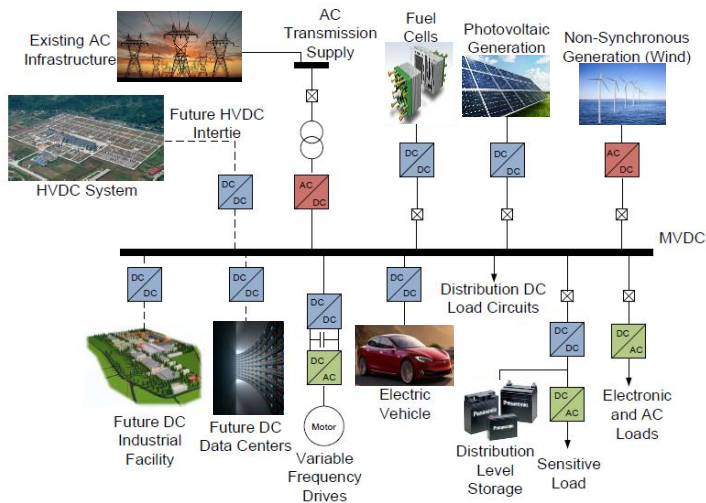 Existing AC
Infrastructure
AC
Transmission
Supply
Fuel
Cells
Photovoltaic
Generation
Non-Synchronous
Generation (Wind)
Future HVDC
Intertie
HVDC System
DC
DC
AC
DC
DC
DC
DC
DC
AC
DC
MVDC
DC
DC
DC
DC
DC
DC
DC
DC
Distribution DC
Load Circuits
DC
DC
DC
AC
DC
AC
DC
AC
Motor
Panasonic
Panasonic
Panasonic
Future DC
Industrial
Facility
Future DC
Data Centers
Variable
Frequency
Drives
Electric
Vehicle
Distribution
Level
Storage
Sensitive
Load
Electronic
and AC
Loads